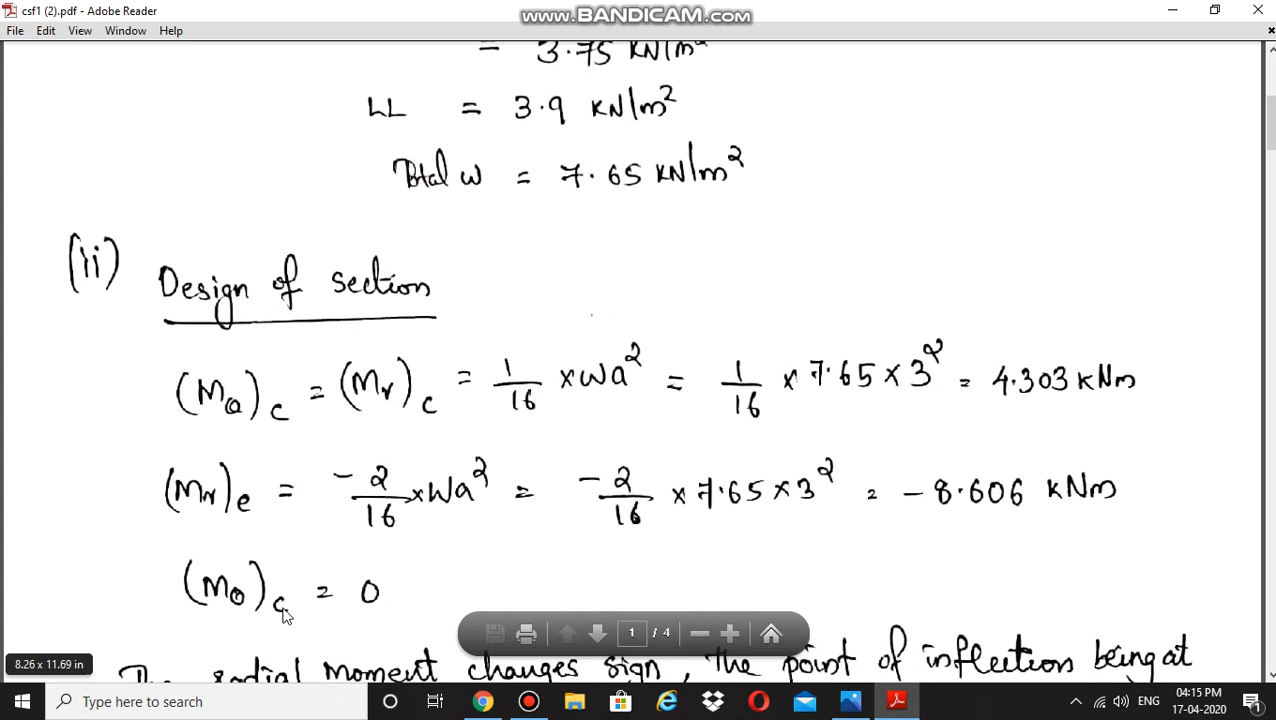 csf1 (2).pdf - Adobe Reader
www.BANDICAM.com
File Edit View Window Help
= 3.75 KN/m²
LL = 3.9 KN/m²
Total w = 7.65 KN/m²
(ii) Design of section
(Mθ)c = (Mr)c = 1/16 × wa² = 1/16 × 7.65 × 3² = 4.303 KNm
(Mr)e = -2/16 × wa² = -2/16 × 7.65 × 3² = -8.606 KNm
(Mθ)c = 0
1 / 4
The radial moment changes sign, The point of inflection being at
8.26 x 11.69 in
Type here to search
ENG
04:15 PM
17-04-2020
1